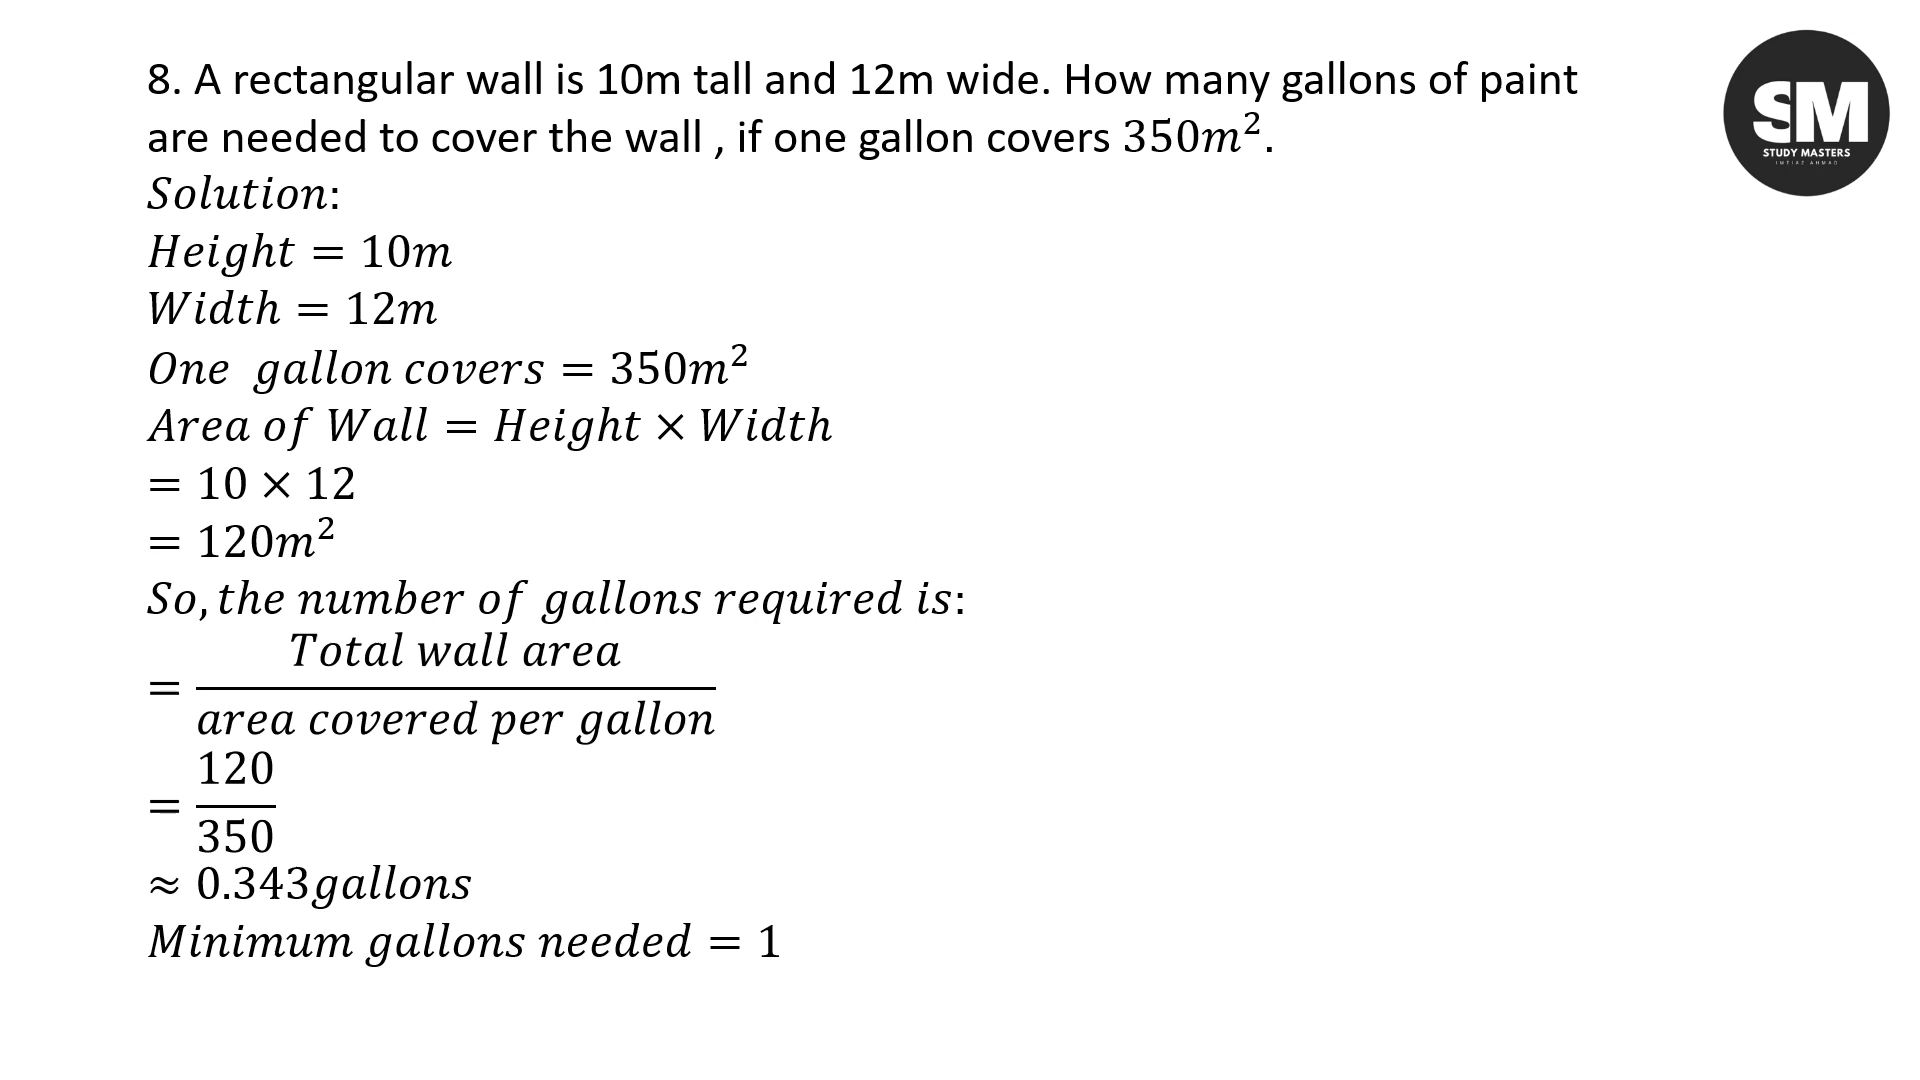 8. A rectangular wall is 10m tall and 12m wide. How many gallons of paint
are needed to cover the wall , if one gallon covers 350m².
Solution:
Height = 10m
Width = 12m
One gallon covers = 350m²
Area of Wall = Height × Width
= 10 × 12
= 120m²
So, the number of gallons required is:
= Total wall area / area covered per gallon
= 120 / 350
≈ 0.343gallons
Minimum gallons needed = 1
SM
STUDY MASTERS
IMTIAZ AHMAD